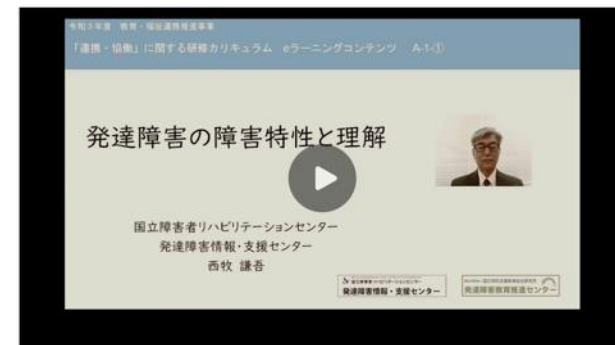 令和3年度 教育・福祉連携推進事業
「連携・協働」に関する研修カリキュラム eラーニングコンテンツ A-1-①
発達障害の障害特性と理解
国立障害者リハビリテーションセンター
発達障害情報・支援センター
西牧 謙吾
発達障害情報・支援センター
発達障害教育推進センター